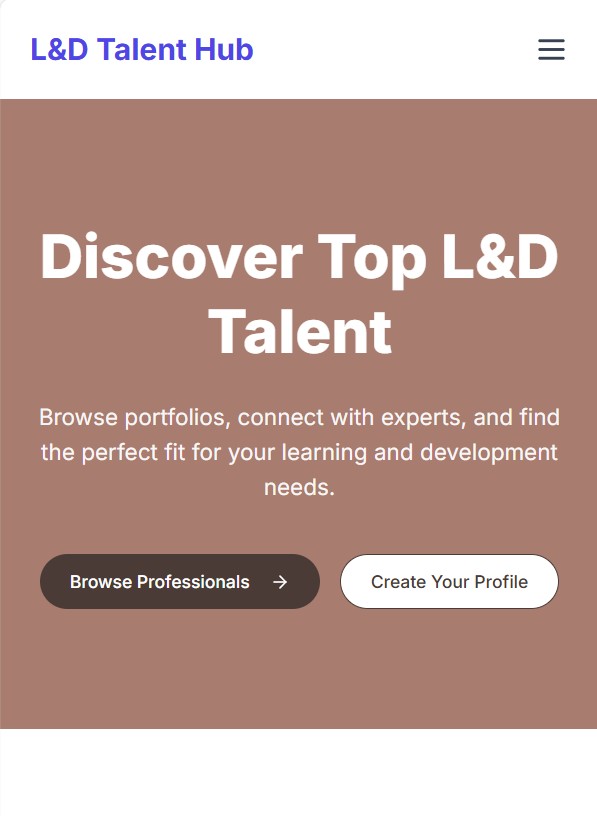 L&D Talent Hub
Discover Top L&D
Talent
Browse portfolios, connect with experts, and find
the perfect fit for your learning and development
needs.
Browse Professionals
Create Your Profile